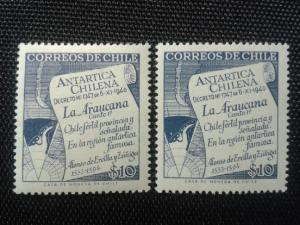 CORREOS DE CHILE
ANTARTICA
CHILENA
DECRETO Nº 1747 de 6-XI-1940
La Araucana
Canto Iº
Chile fértil provincia y
señalada
En la región antártica
famosa.
Alonso de Ercilla y Zúñiga
1533-1594
$10
CASA DE MONEDA DE CHILE
CORREOS DE CHILE
ANTARTICA
CHILENA
DECRETO Nº 1747 de 6-XI-1940
La Araucana
Canto Iº
Chile fértil provincia y
señalada
En la región antártica
famosa.
Alonso de Ercilla y Zúñiga
1533-1594
$10
CASA DE MONEDA DE CHILE